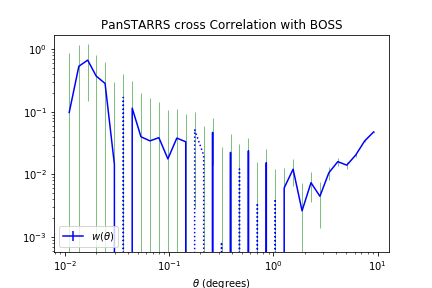 PanSTARRS cross Correlation with BOSS
10⁰
10⁻¹
10⁻²
10⁻³
w(θ)
10⁻² 10⁻¹ 10⁰ 10¹
θ (degrees)